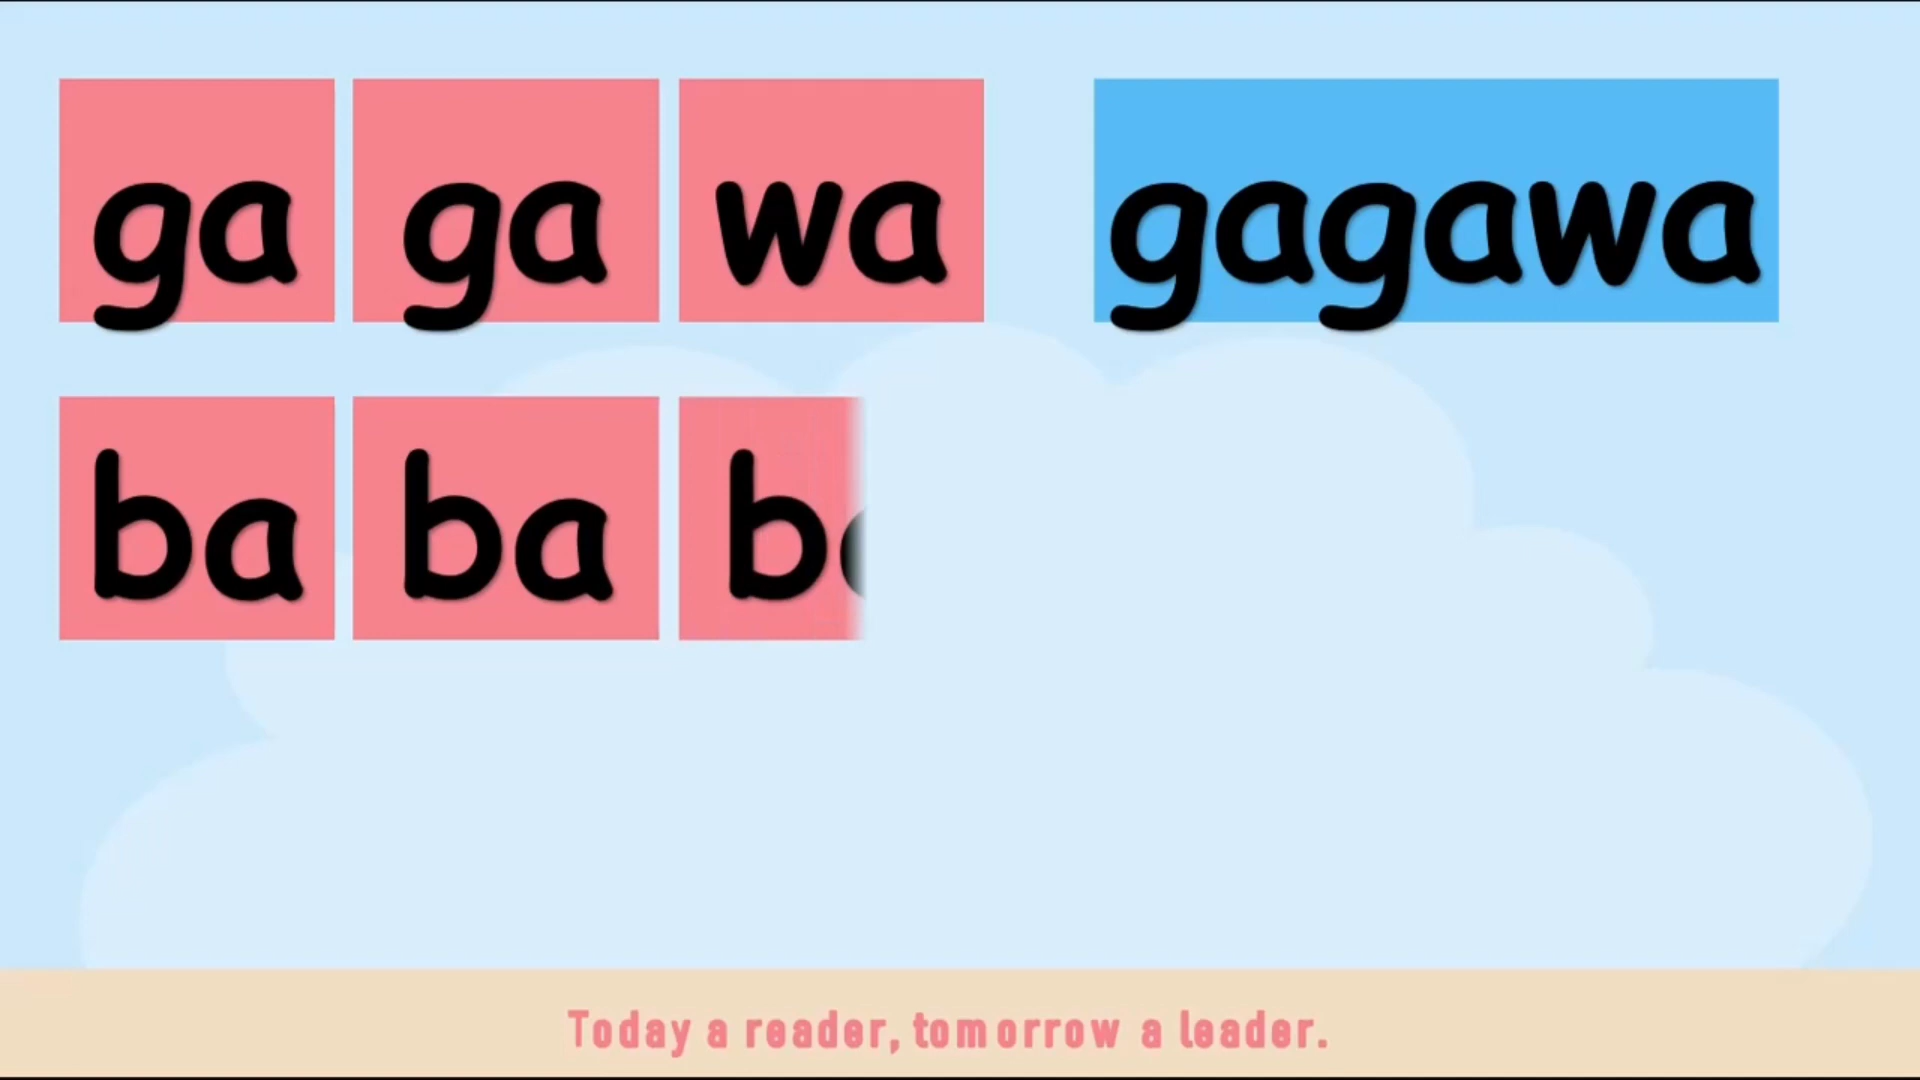 ga ga wa gagawa
ba ba b
Today a reader, tomorrow a leader.